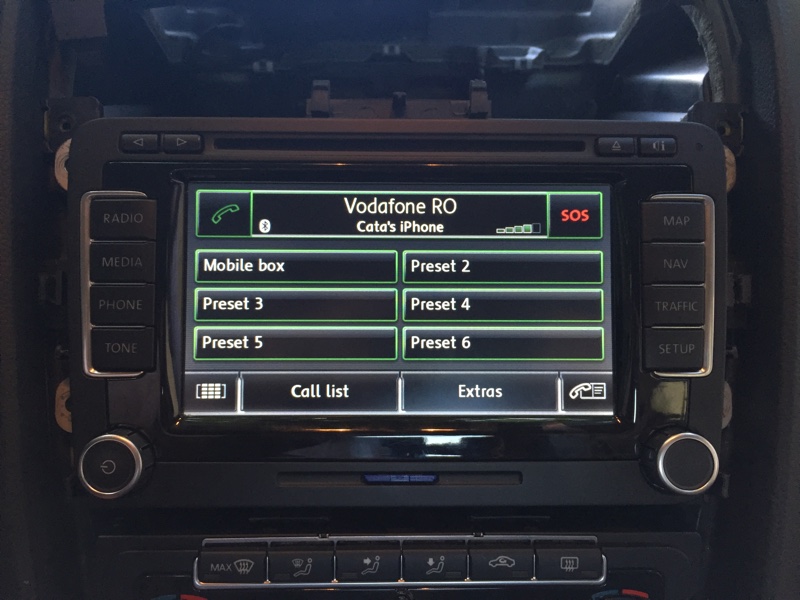 RADIO
MEDIA
PHONE
TONE
Vodafone RO
Cata's iPhone
SOS
Mobile box
Preset 2
Preset 3
Preset 4
Preset 5
Preset 6
Call list
Extras
MAP
NAV
TRAFFIC
SETUP
MAX